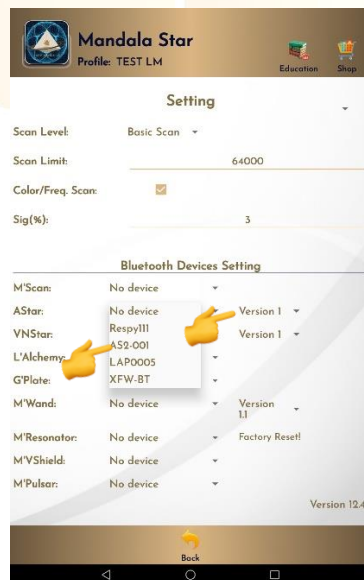 Mandala Star
Profile: TEST LM
Education
Shop
Setting
Scan Level: Basic Scan
Scan Limit: 64000
Color/Freq. Scan:
Sig(%): 3
Bluetooth Devices Setting
M'Scan: No device
AStar: No device Version 1
Respy111
VNStar: Version 1
AS2-001
L'Alchemy:
LAP0005
G'Plate: XFW-BT
M'Wand: No device Version
1.1
M'Resonator: No device Factory Reset!
M'VShield: No device
M'Pulsar: No device
Version 12.4
Back